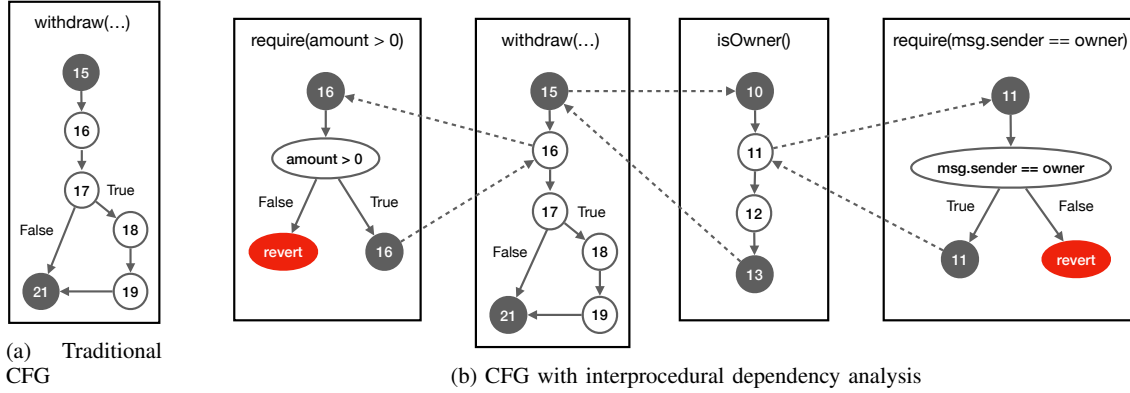 withdraw(...)
15
16
17
True
18
False
21
19
(a) Traditional
CFG
require(amount > 0)
16
amount > 0
False
True
revert
16
withdraw(...)
15
16
17
True
18
False
21
19
isOwner()
10
11
12
13
require(msg.sender == owner)
11
msg.sender == owner
True
False
11
revert
(b) CFG with interprocedural dependency analysis